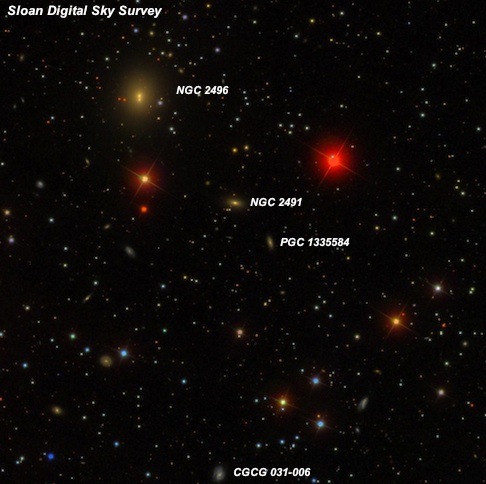 Sloan Digital Sky Survey
NGC 2496
NGC 2491
PGC 1335584
CGCG 031-006